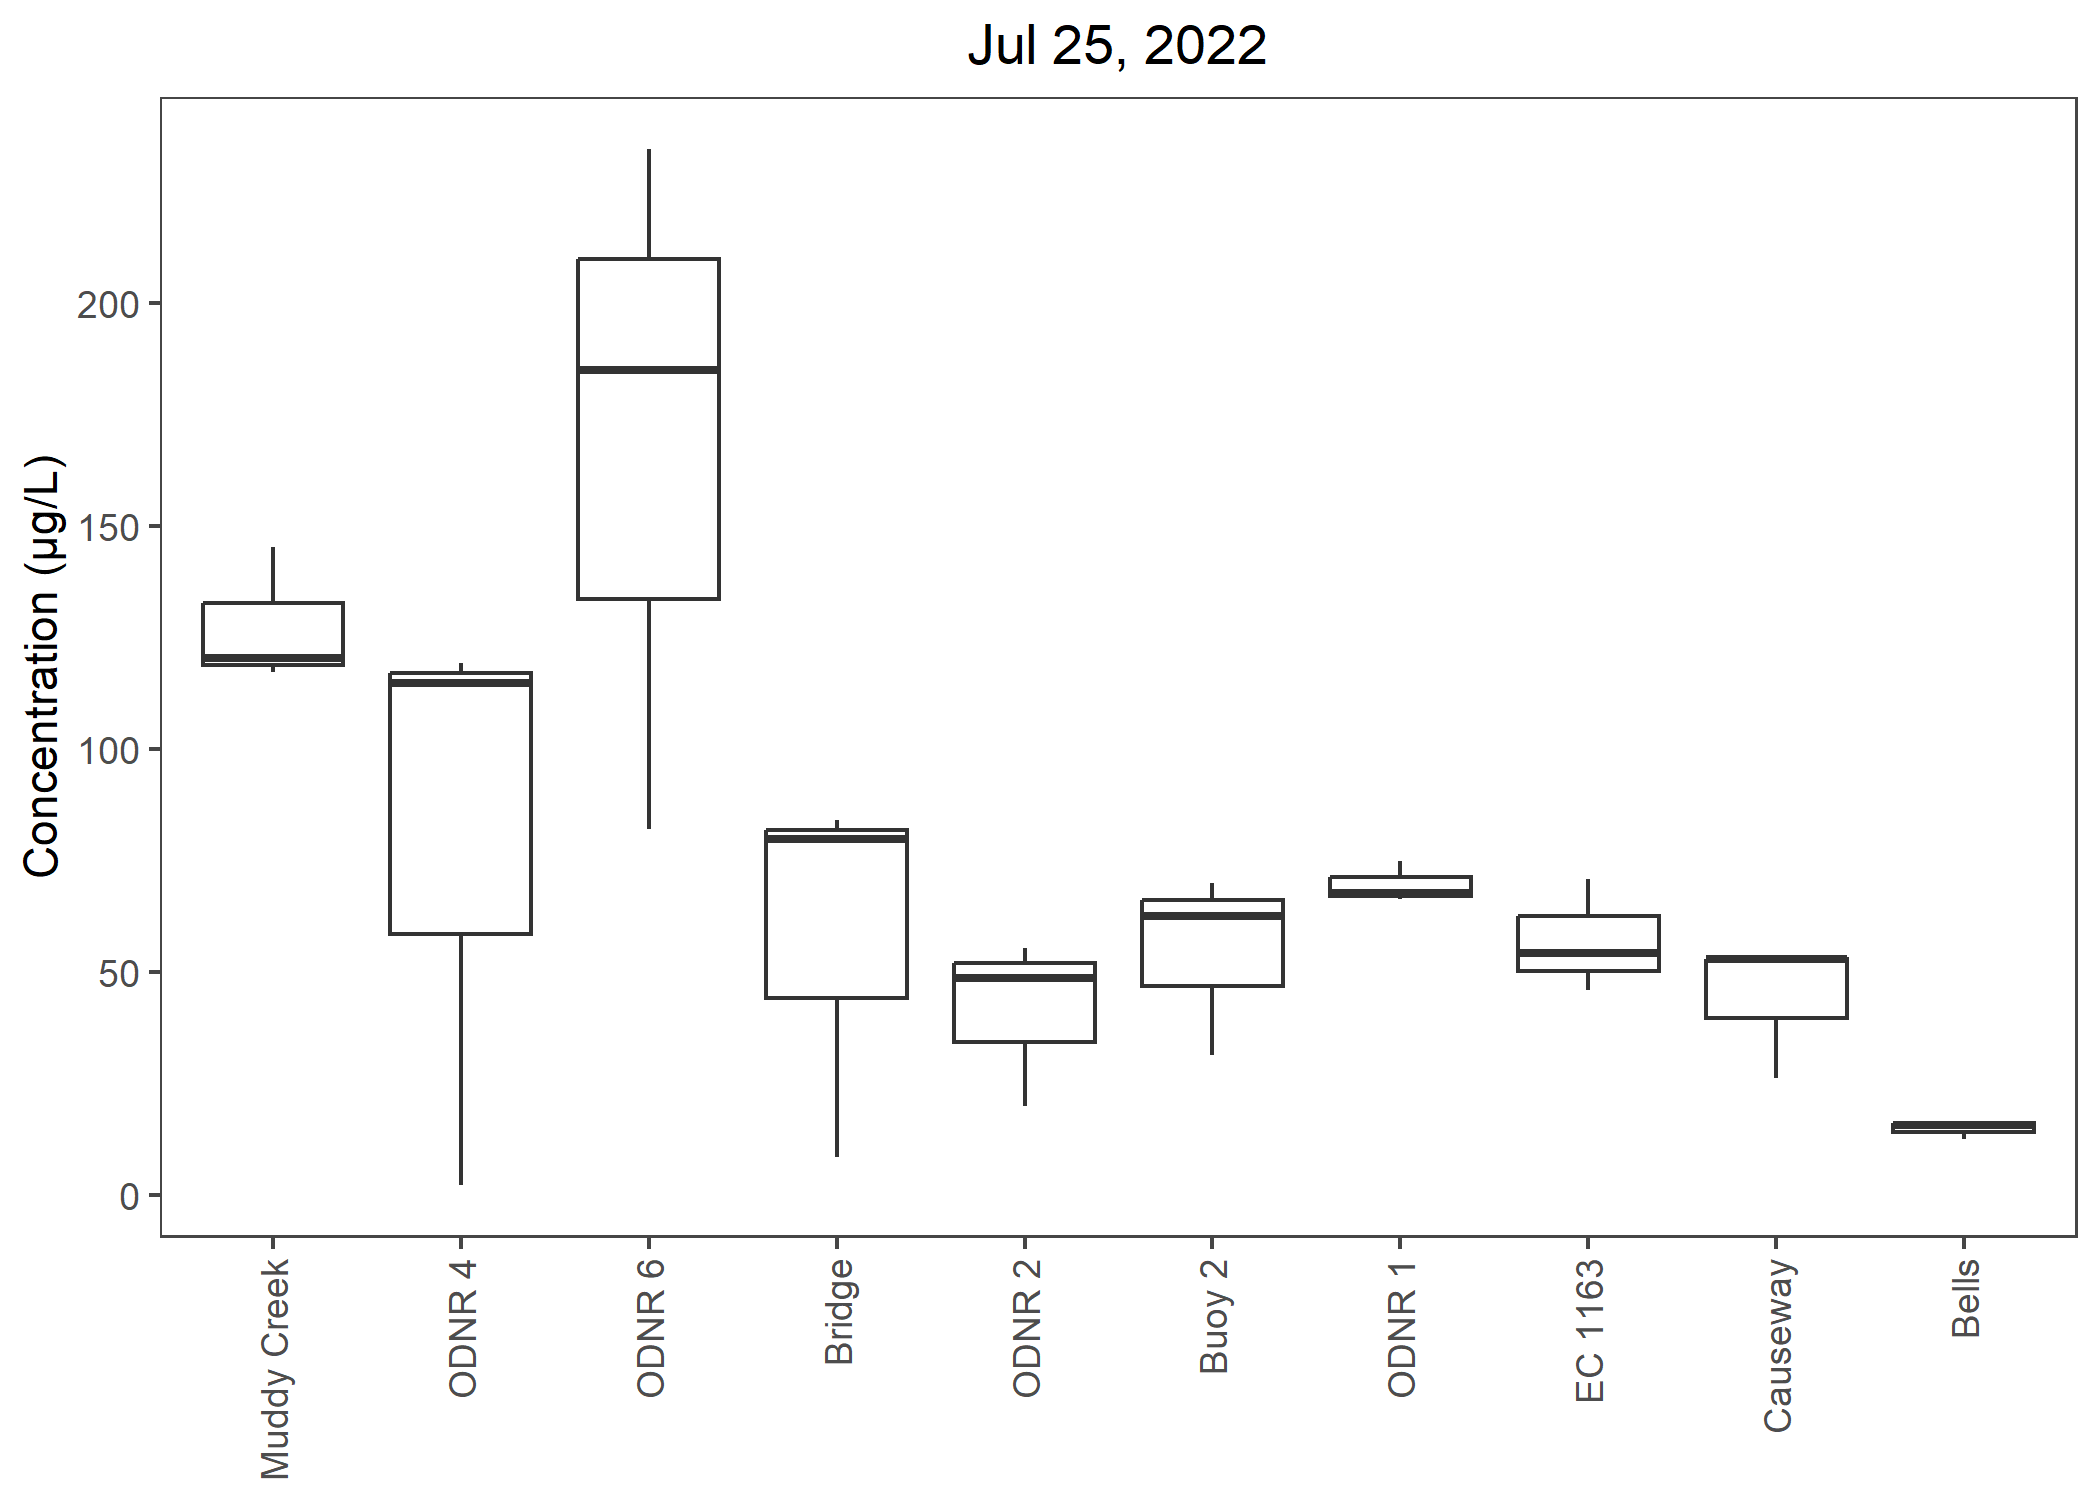 Jul 25, 2022
Concentration (µg/L)
200
150
100
50
0
Muddy Creek
ODNR 4
ODNR 6
Bridge
ODNR 2
Buoy 2
ODNR 1
EC 1163
Causeway
Bells